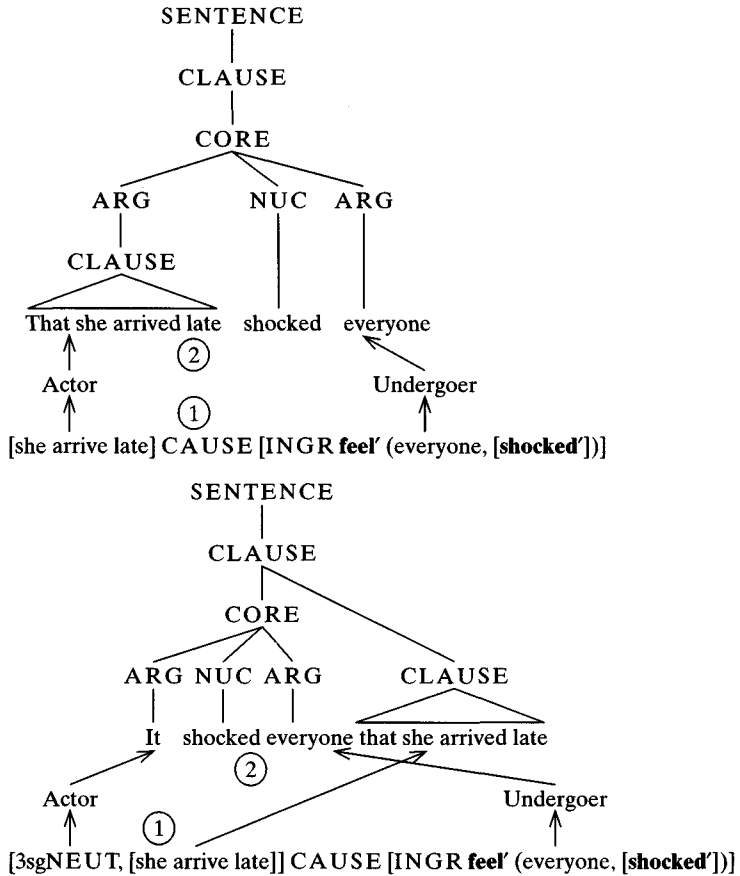 SENTENCE
CLAUSE
CORE
ARG NUC ARG
CLAUSE
That she arrived late shocked everyone
2
Actor Undergoer
1
[she arrive late] CAUSE [INGR feel′ (everyone, [shocked′])]
SENTENCE
CLAUSE
CORE
ARG NUC ARG CLAUSE
It shocked everyone that she arrived late
2
Actor Undergoer
1
[3sgNEUT, [she arrive late]] CAUSE [INGR feel′ (everyone, [shocked′])]